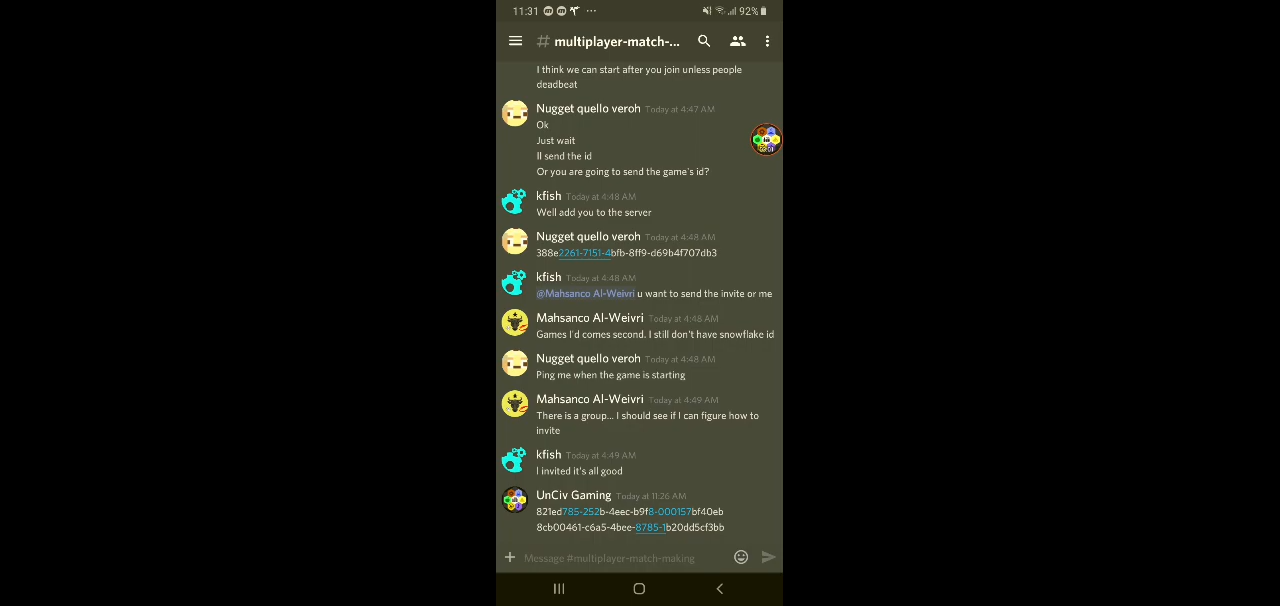 11:31 92%
# multiplayer-match-...
I think we can start after you join unless people
deadbeat
Nugget quello veroh Today at 4:47 AM
Ok
Just wait
Il send the id
Or you are going to send the game's id?
kfish Today at 4:48 AM
Well add you to the server
Nugget quello veroh Today at 4:48 AM
388e2261-7151-4bfb-8ff9-d69b4f707db3
kfish Today at 4:48 AM
@Mahsanco Al-Weivri u want to send the invite or me
Mahsanco Al-Weivri Today at 4:48 AM
Games I'd comes second. I still don't have snowflake id
Nugget quello veroh Today at 4:48 AM
Ping me when the game is starting
Mahsanco Al-Weivri Today at 4:49 AM
There is a group... I should see if I can figure how to
invite
kfish Today at 4:49 AM
I invited it's all good
UnCiv Gaming Today at 11:26 AM
821ed785-252b-4eec-b9f8-000157bf40eb
8cb00461-c6a5-4bee-8785-1b20dd5cf3bb
Message #multiplayer-match-making